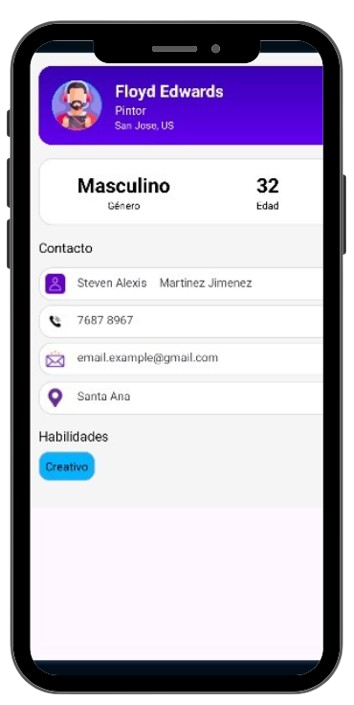 Floyd Edwards
Pintor
San Jose, US
Masculino 32
Género Edad
Contacto
Steven Alexis Martinez Jimenez
7687 8967
email.example@gmail.com
Santa Ana
Habilidades
Creativo